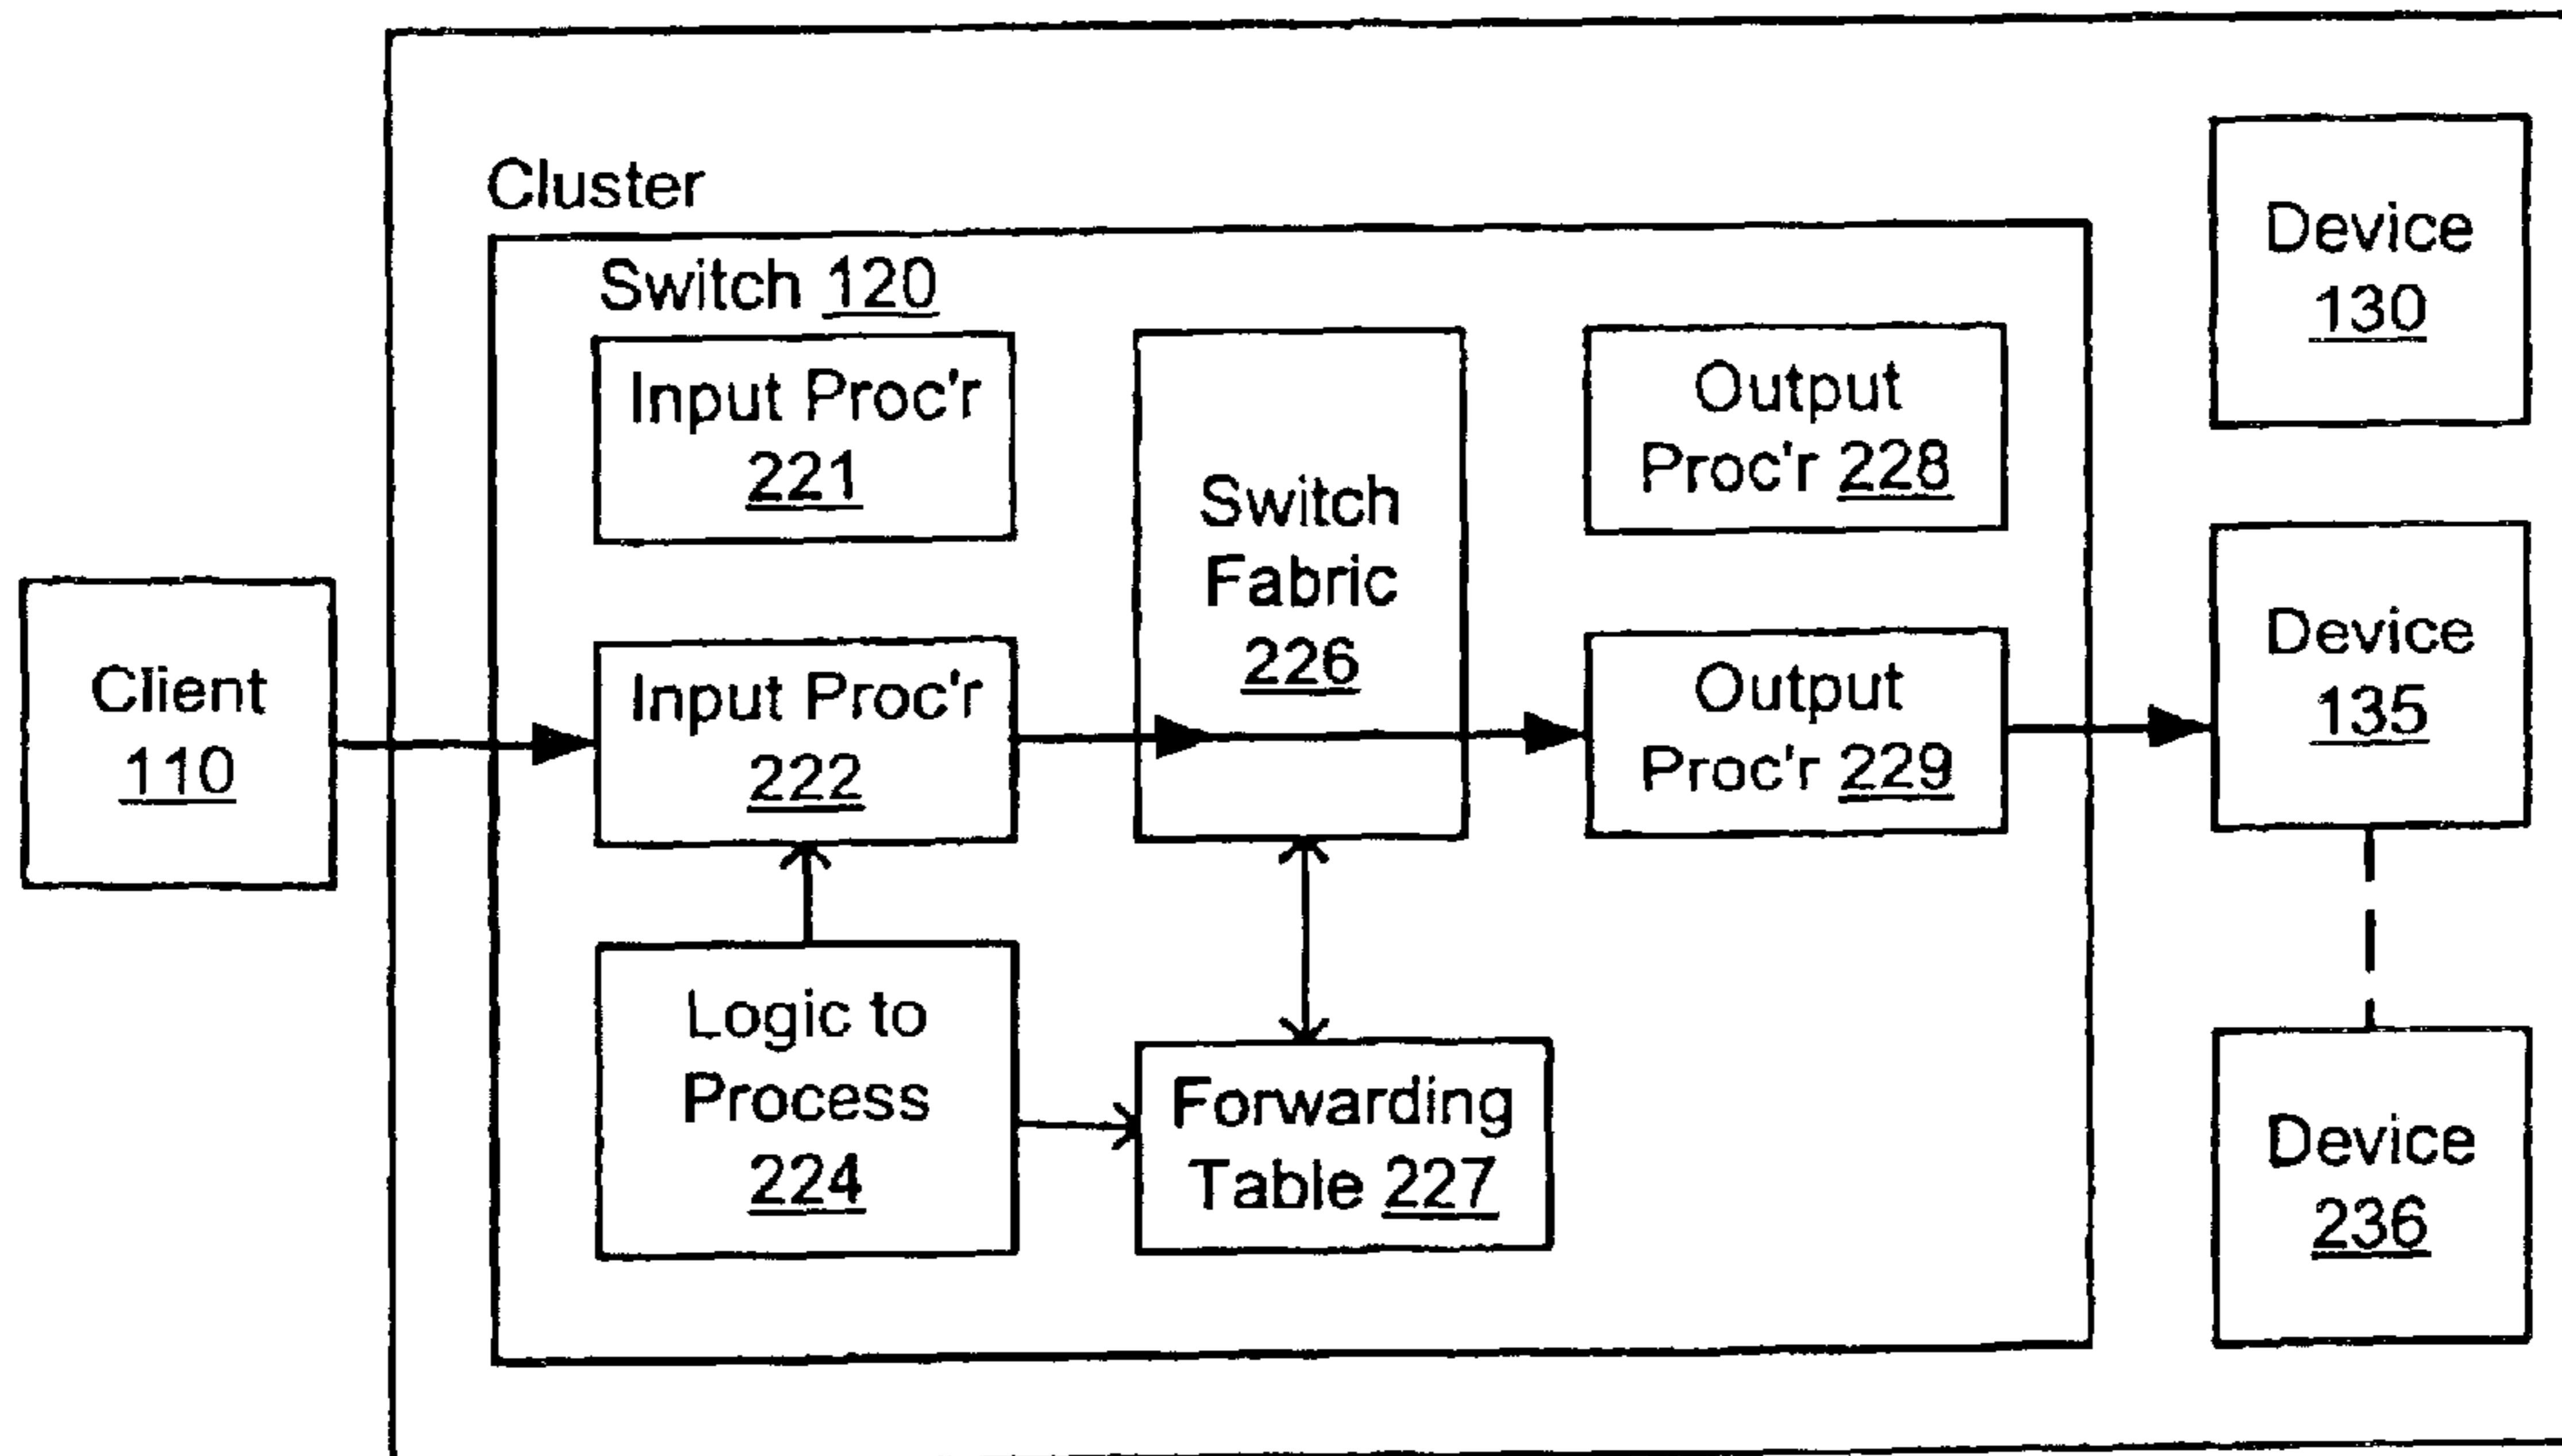 Cluster
Switch 120
Input Proc'r
221
Switch
Fabric
226
Output
Proc'r 228
Device
130
Client
110
Input Proc'r
222
Output
Proc'r 229
Device
135
Logic to
Process
224
Forwarding
Table 227
Device
236